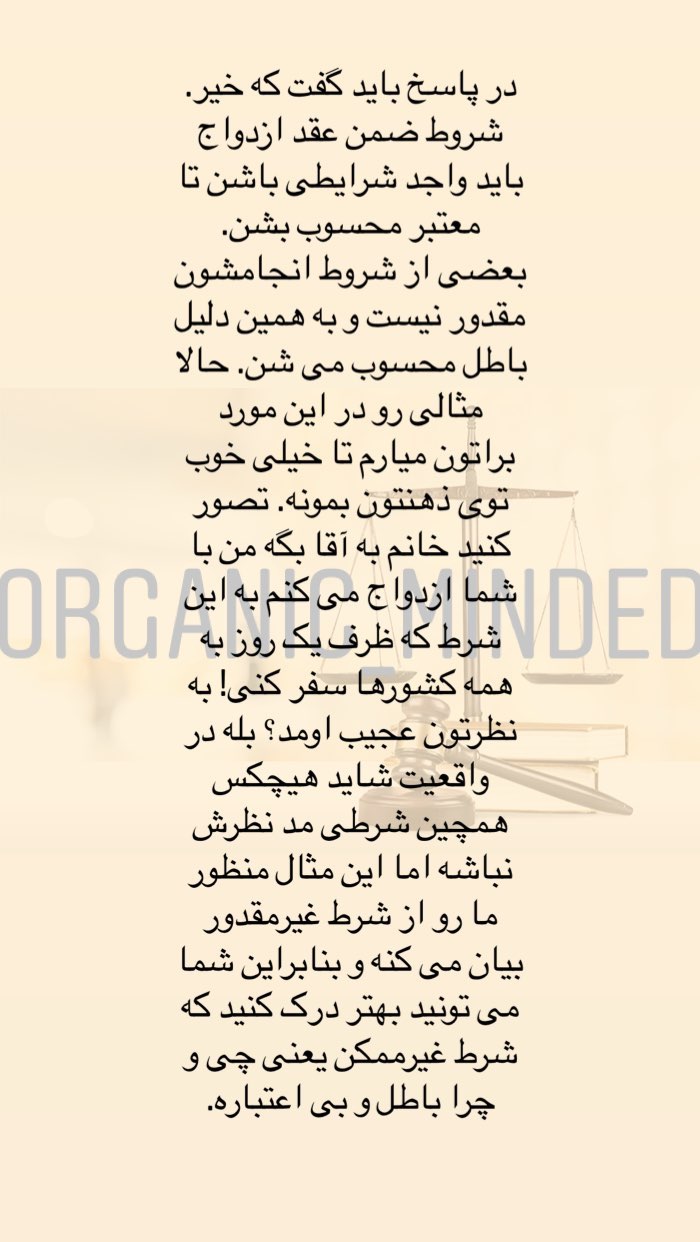 در پاسخ باید گفت که خیر.
شروط ضمن عقد ازدواج
باید واجد شرایطی باشن تا
معتبر محسوب بشن.
بعضی از شروط انجامشون
مقدور نیست و به همین دلیل
باطل محسوب می شن. حالا
مثالی رو در این مورد
براتون میارم تا خیلی خوب
توی ذهنتون بمونه. تصور
کنید خانم به آقا بگه من با
شما ازدواج می کنم به این
شرط که ظرف یک روز به
همه کشورها سفر کنی! به
نظرتون عجیب اومد؟ بله در
واقعیت شاید هیچکس
همچین شرطی مد نظرش
نباشه اما این مثال منظور
ما رو از شرط غیرمقدور
بیان می کنه و بنابراین شما
می تونید بهتر درک کنید که
شرط غیرممکن یعنی چی و
چرا باطل و بی اعتباره.
ORGANIC_MINDED